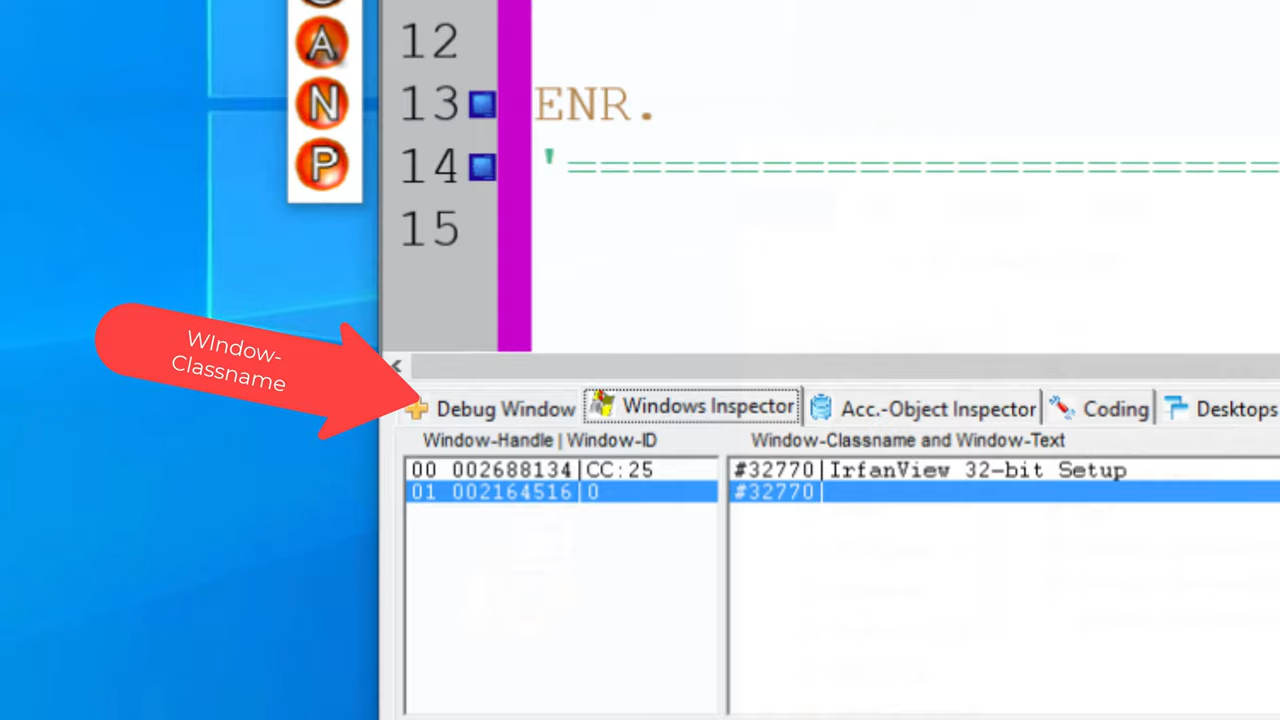 A
N
P
12
13 ENR.
14 '======================
15
WIndow-
Classname
Debug Window
Windows Inspector
Acc.-Object Inspector
Coding
Desktops
Window-Handle | Window-ID
Window-Classname and Window-Text
00 002688134|CC:25
#32770|IrfanView 32-bit Setup
01 002164516|0
#32770|